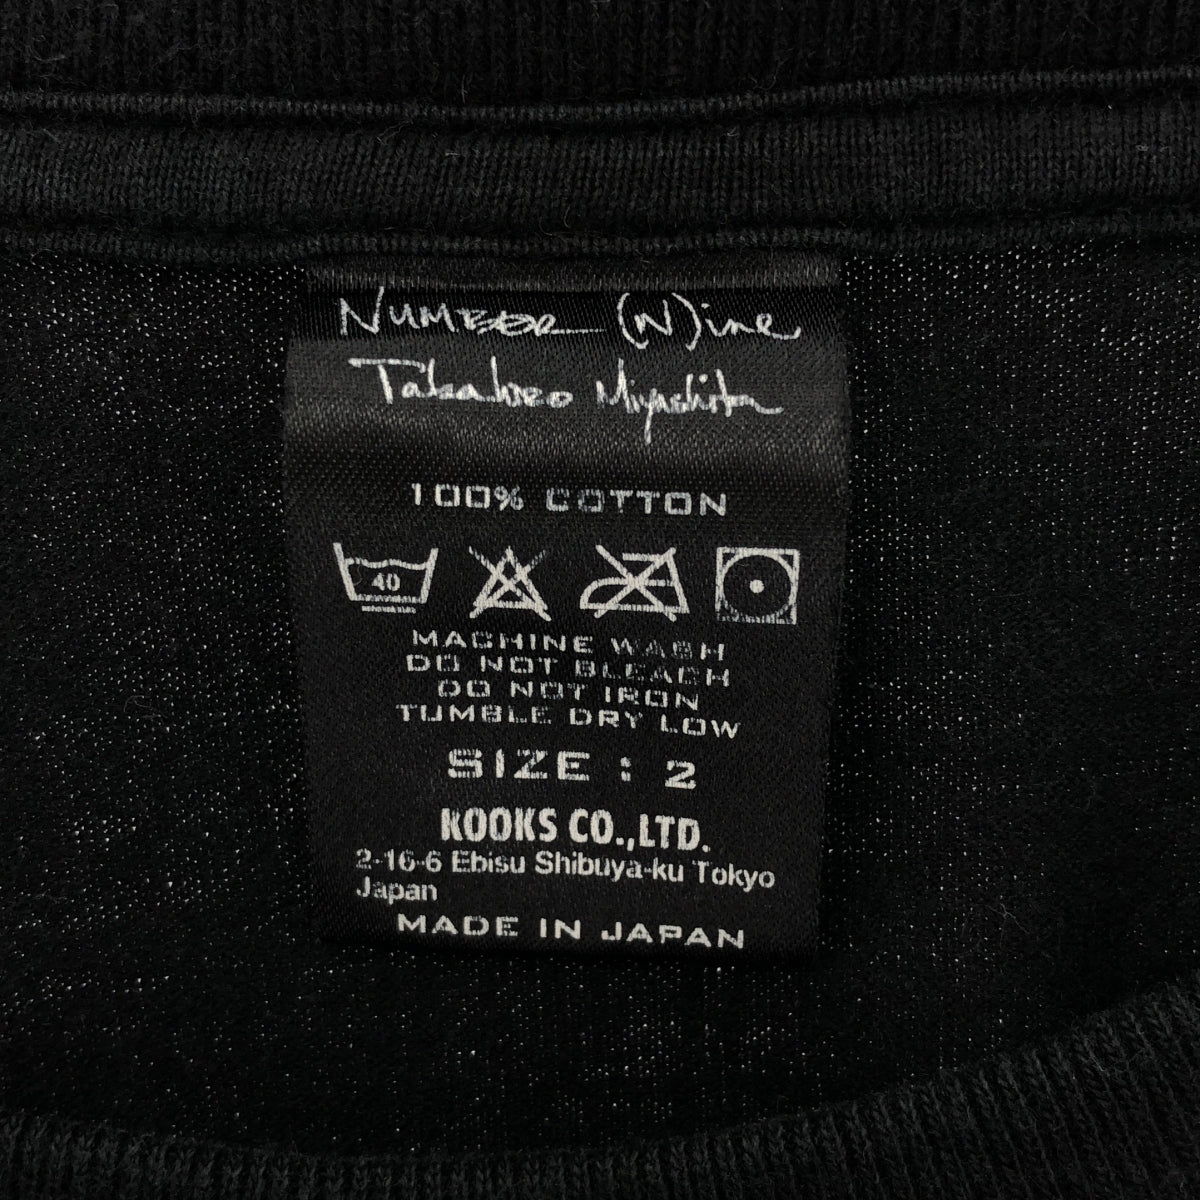 NUMBER (N)ine
Takahiro Miyashita
100% COTTON
40
MACHINE WASH
DO NOT BLEACH
DO NOT IRON
TUMBLE DRY LOW
SIZE : 2
KOOKS CO.,LTD.
2-16-6 Ebisu Shibuya-ku Tokyo
Japan
MADE IN JAPAN